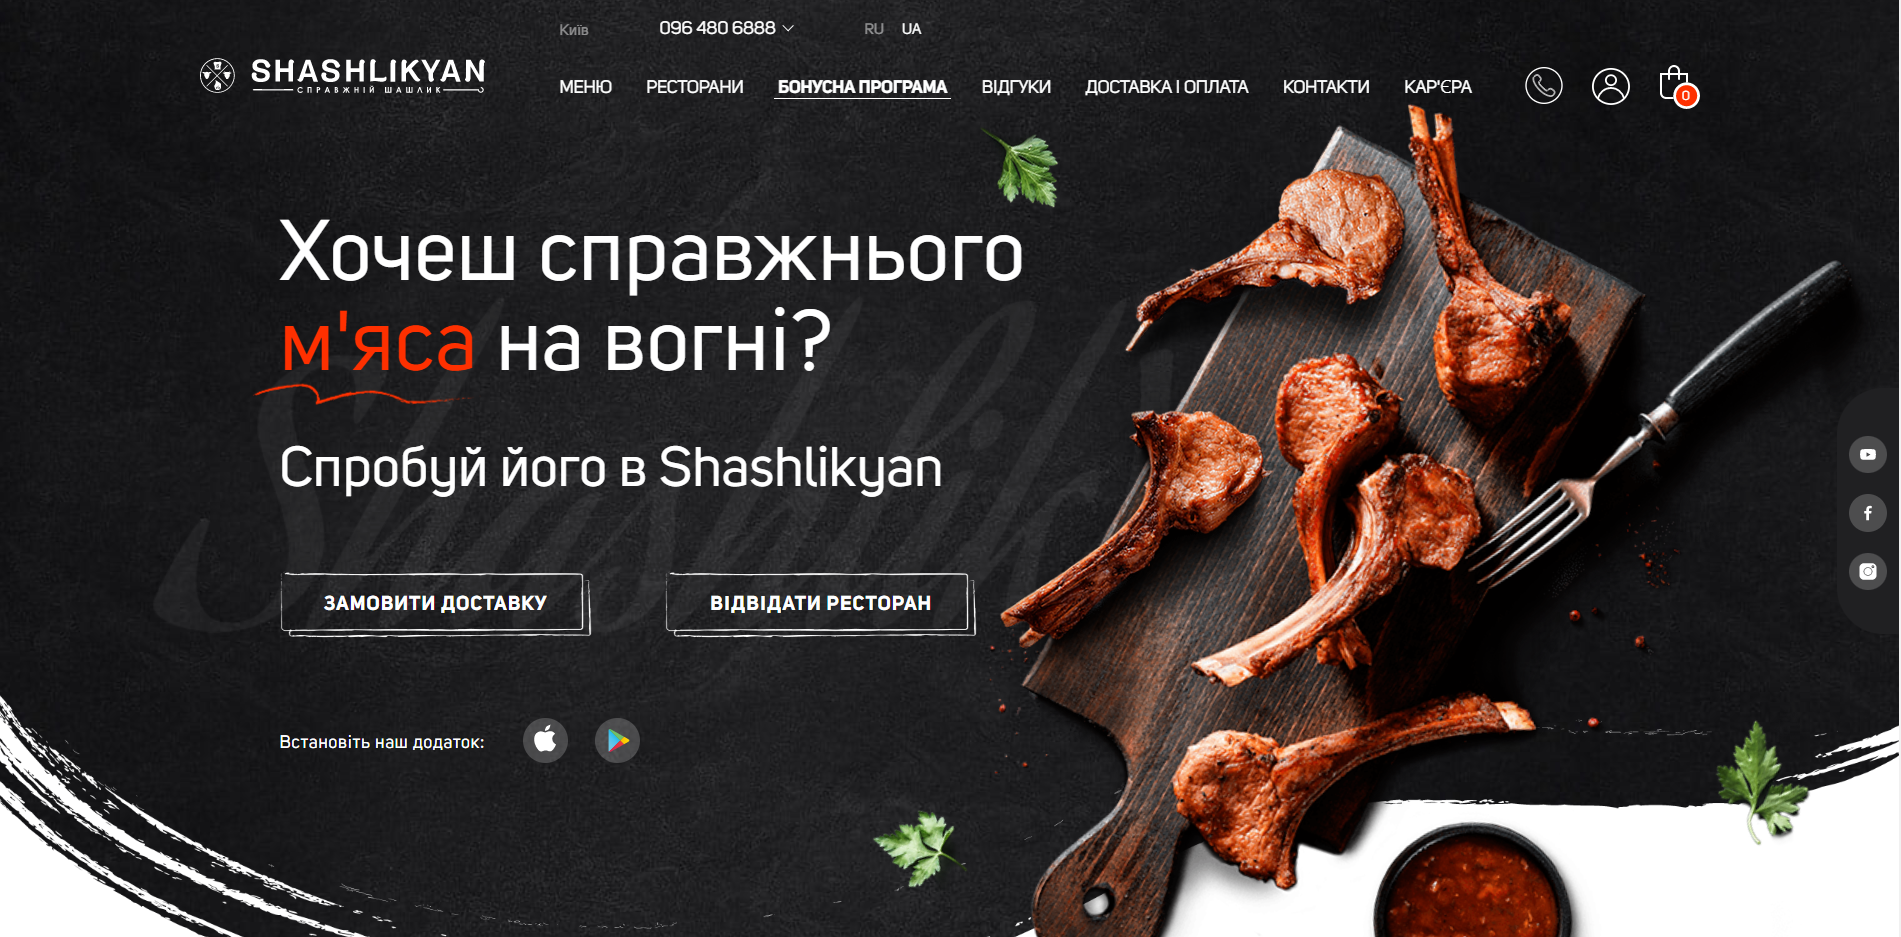 Київ
096 480 6888
RU UA
SHASHLIKYAN
СПРАВЖНІЙ ШАШЛИК
МЕНЮ РЕСТОРАНИ БОНУСНА ПРОГРАМА ВІДГУКИ ДОСТАВКА І ОПЛАТА КОНТАКТИ КАР'ЄРА
0
Хочеш справжнього
м'яса на вогні?
Shashlik
Спробуй його в Shashlikyan
ЗАМОВИТИ ДОСТАВКУ
ВІДВІДАТИ РЕСТОРАН
Встановіть наш додаток: